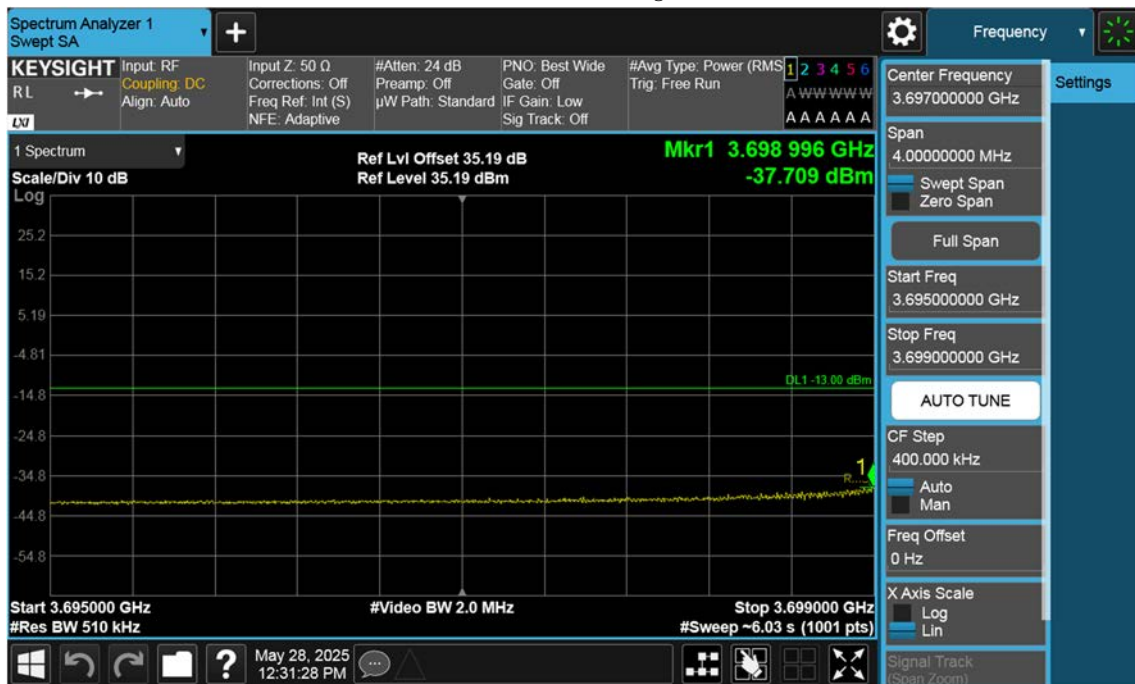 Spectrum Analyzer 1
Swept SA
+
Frequency
KEYSIGHT
RL
LXI
Input: RF
Coupling: DC
Align: Auto
Input Z: 50 Ω
Corrections: Off
Freq Ref: Int (S)
NFE: Adaptive
#Atten: 24 dB
Preamp: Off
µW Path: Standard
PNO: Best Wide
Gate: Off
IF Gain: Low
Sig Track: Off
#Avg Type: Power (RMS
Trig: Free Run
1 2 3 4 5 6
A W W W W W
A A A A A A
1 Spectrum
Scale/Div 10 dB
Log
Ref Lvl Offset 35.19 dB
Ref Level 35.19 dBm
Mkr1 3.698 996 GHz
-37.709 dBm
25.2
15.2
5.19
-4.81
-14.8
-24.8
-34.8
-44.8
-54.8
DL1 -13.00 dBm
1
Start 3.695000 GHz
#Res BW 510 kHz
#Video BW 2.0 MHz
Stop 3.699000 GHz
#Sweep ~6.03 s (1001 pts)
?
May 28, 2025
12:31:28 PM
Center Frequency
3.697000000 GHz
Span
4.00000000 MHz
Swept Span
Zero Span
Full Span
Start Freq
3.695000000 GHz
Stop Freq
3.699000000 GHz
AUTO TUNE
CF Step
400.000 kHz
Auto
Man
Freq Offset
0 Hz
X Axis Scale
Log
Lin
Signal Track
(Span Zoom)
Settings